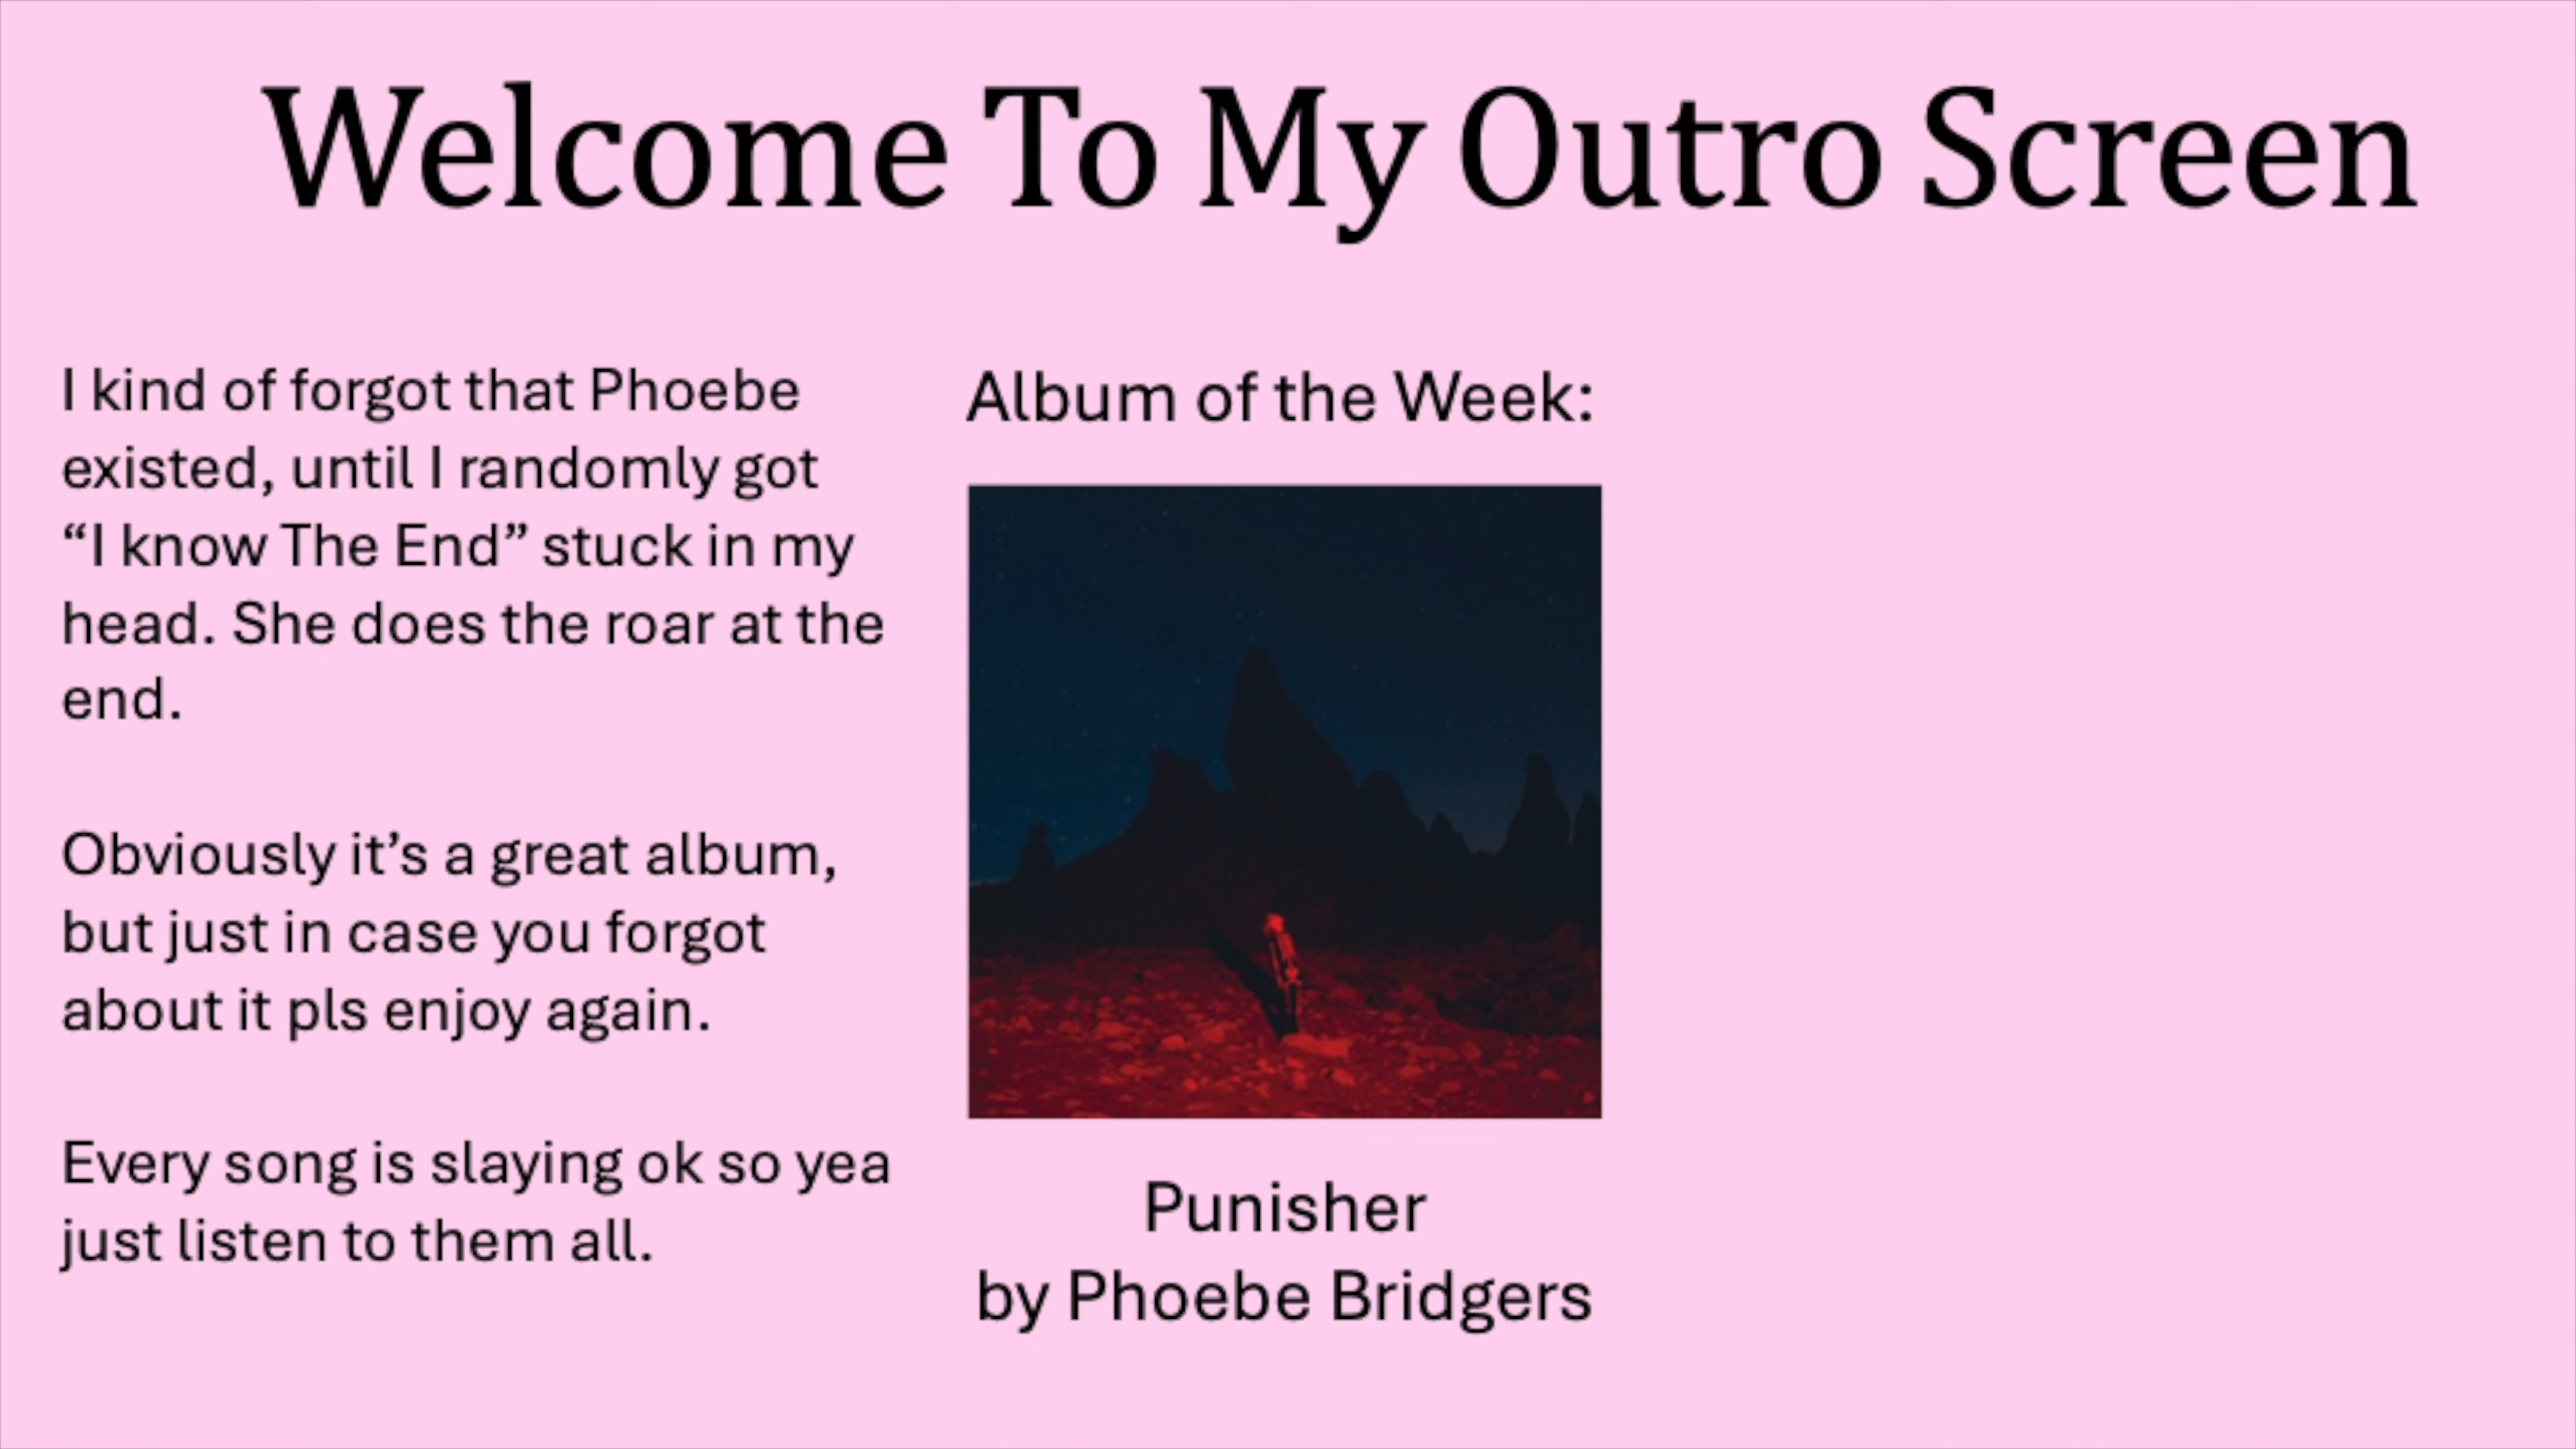 Welcome To My Outro Screen
I kind of forgot that Phoebe
existed, until I randomly got
“I know The End” stuck in my
head. She does the roar at the
end.
Obviously it’s a great album,
but just in case you forgot
about it pls enjoy again.
Every song is slaying ok so yea
just listen to them all.
Album of the Week:
Punisher
by Phoebe Bridgers